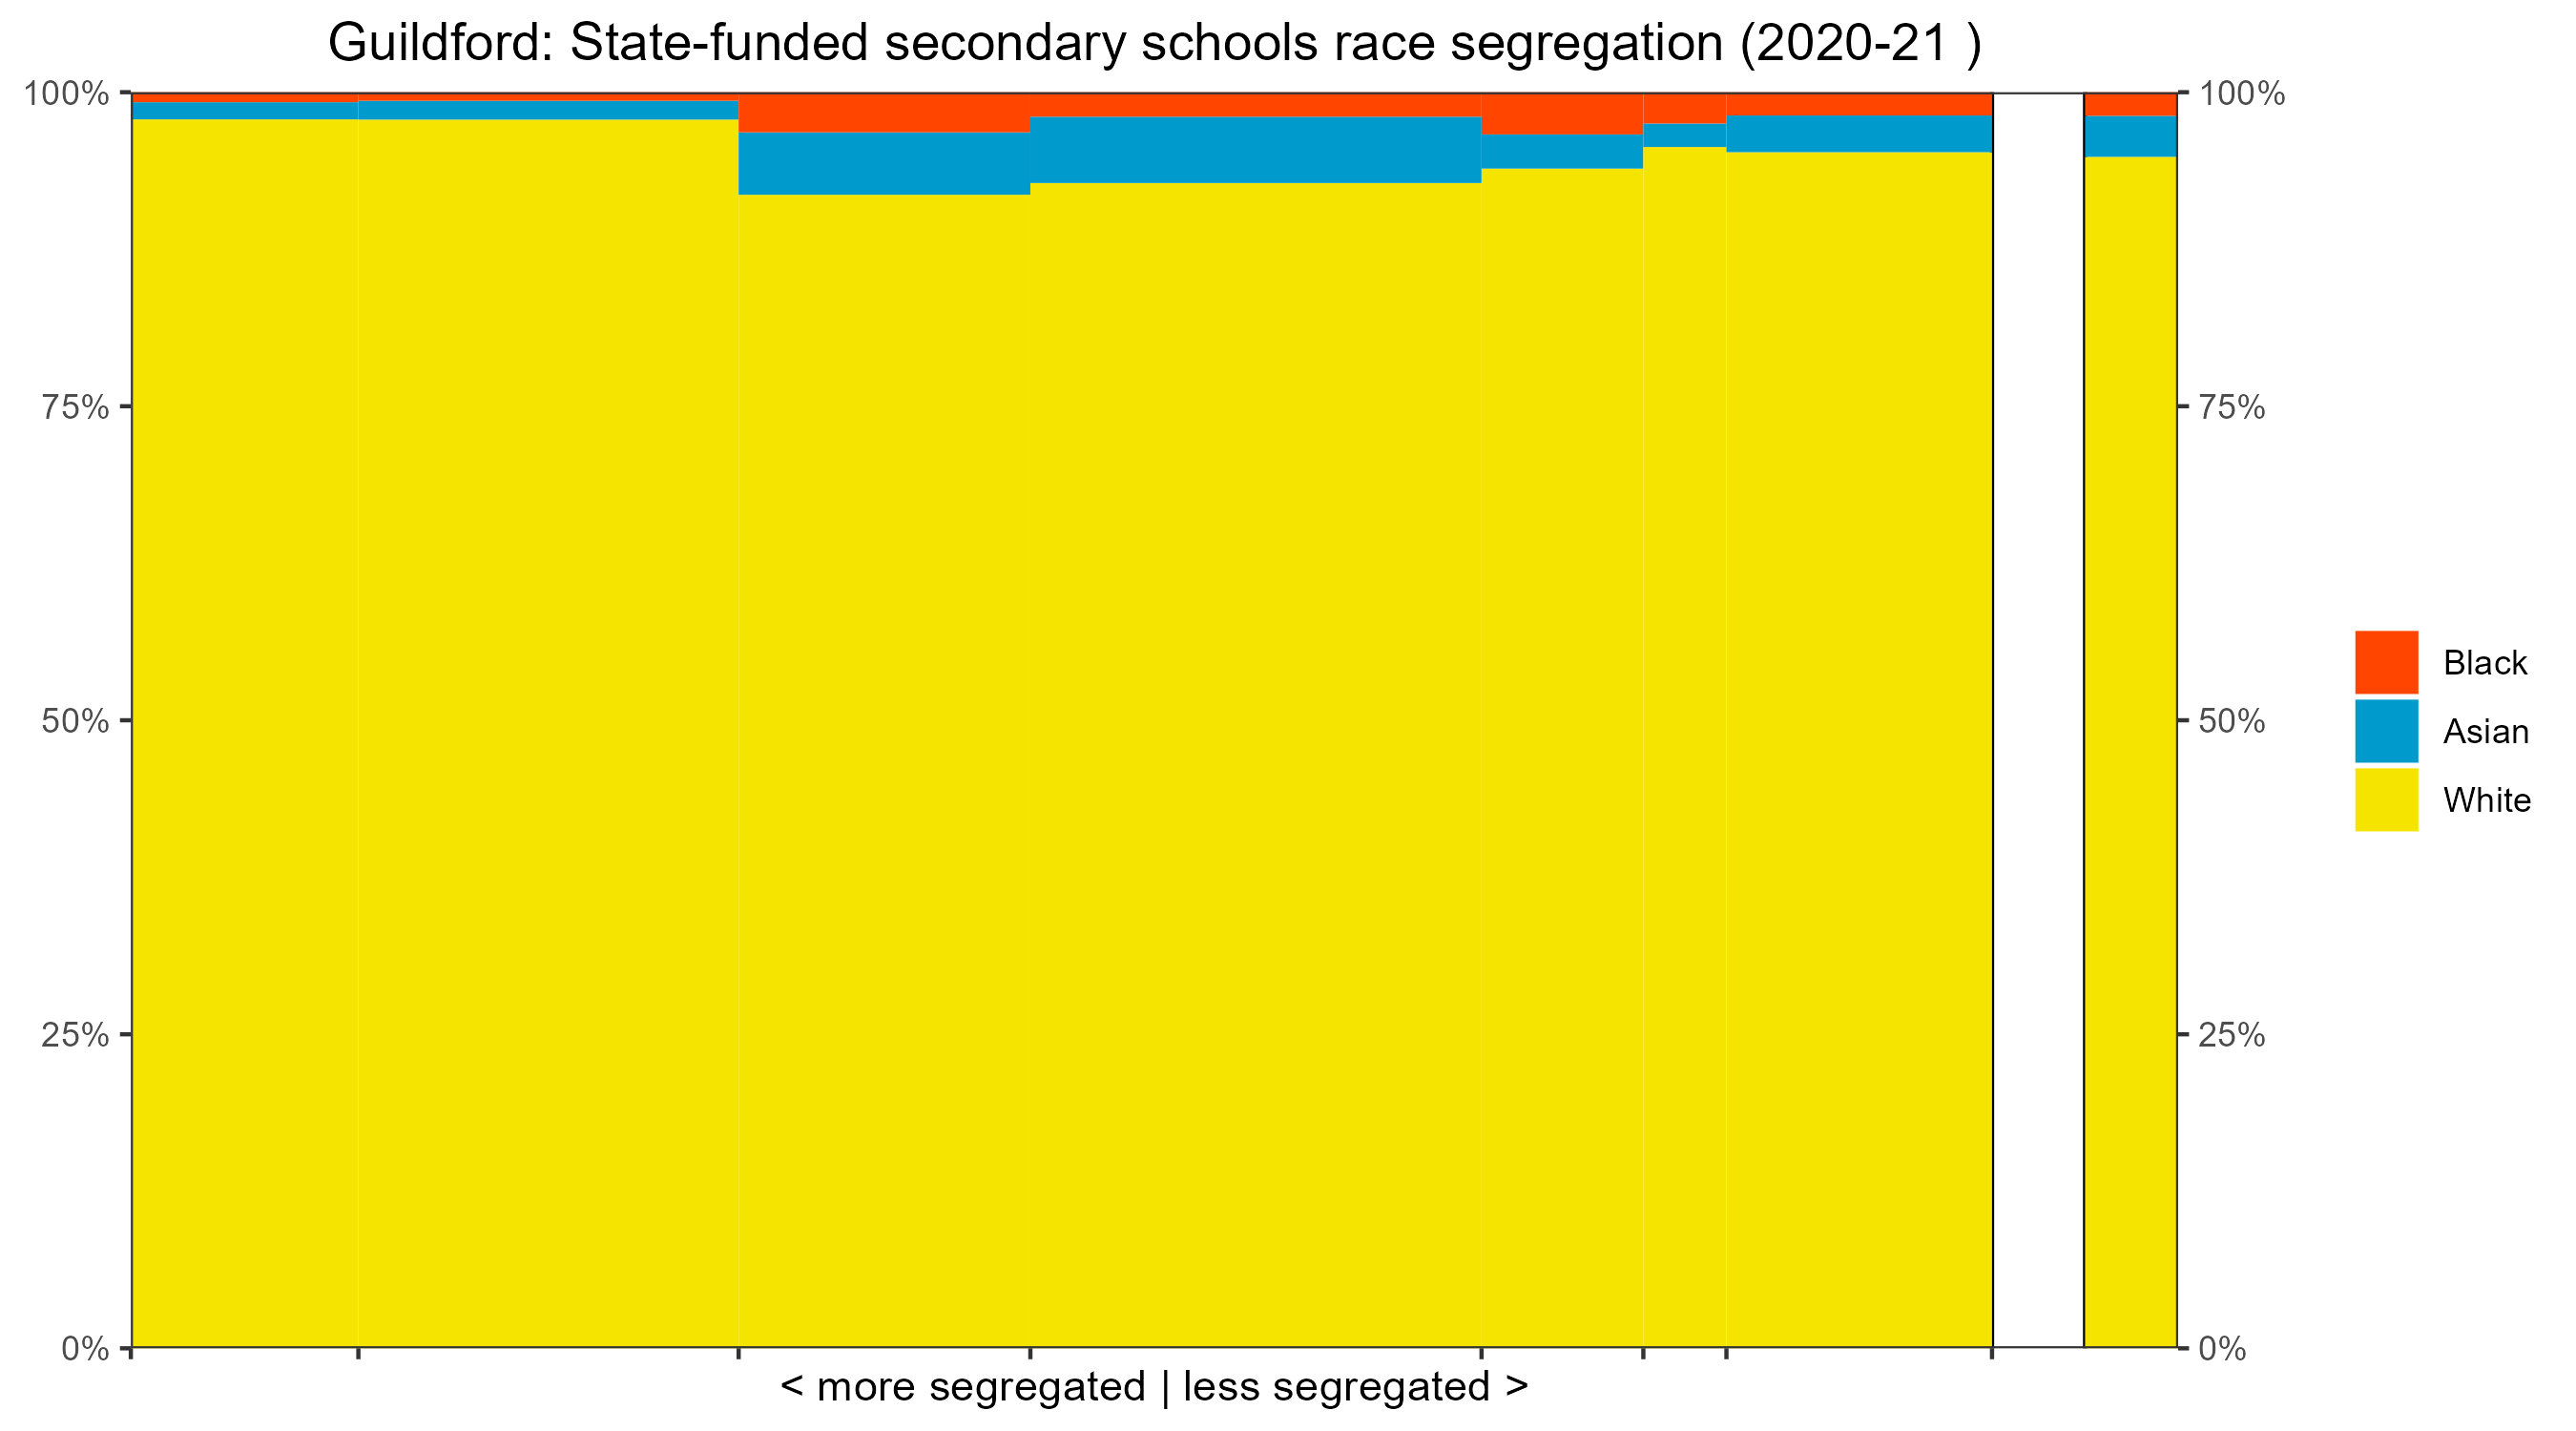 Guildford: State-funded secondary schools race segregation (2020-21 )
100%
75%
50%
25%
0%
100%
75%
50%
25%
0%
Black
Asian
White
< more segregated | less segregated >